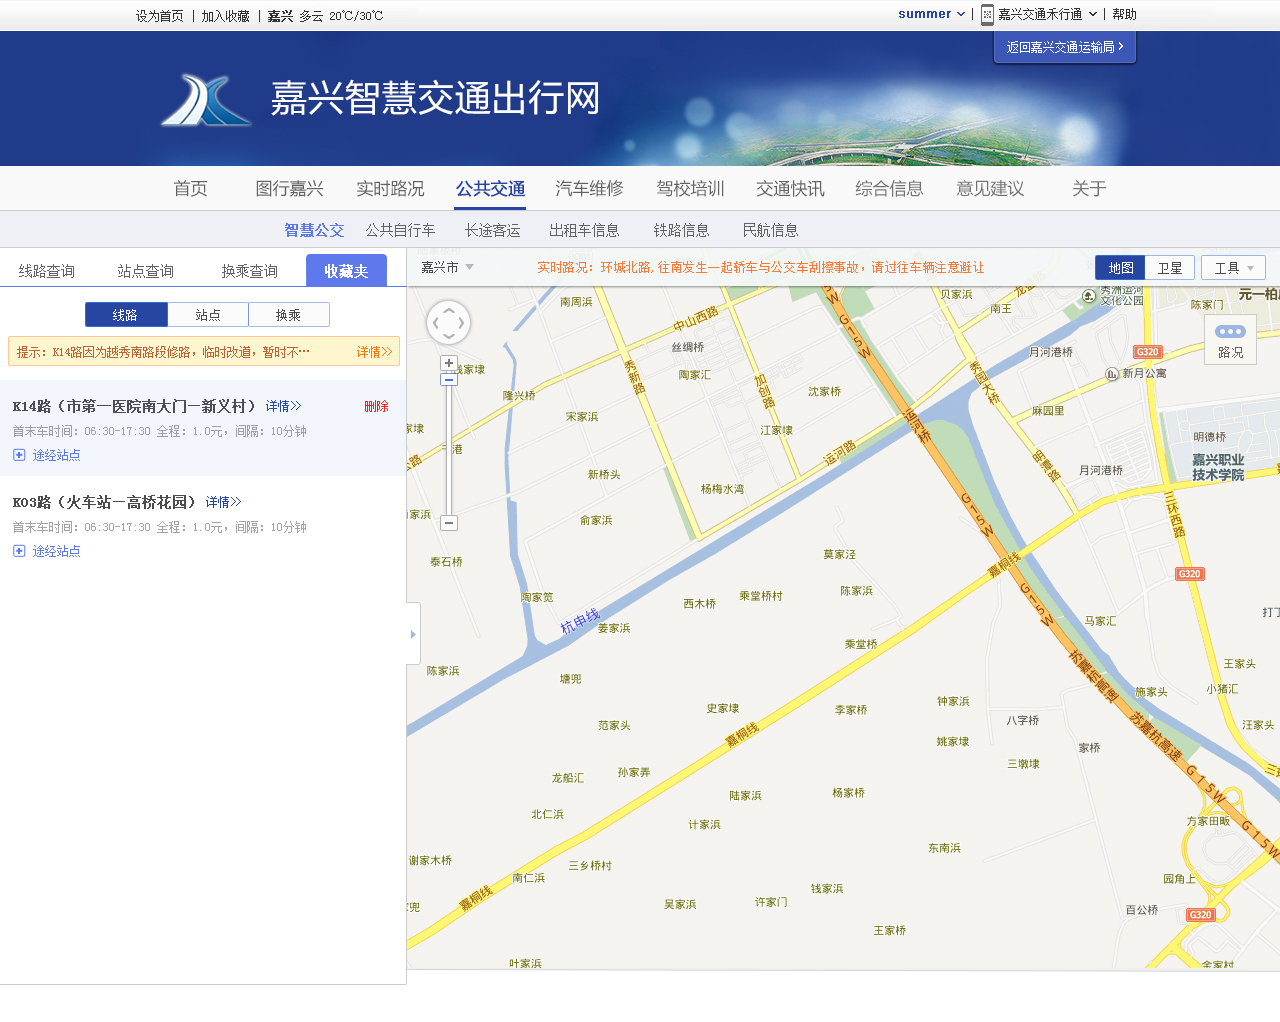 设为首页 | 加入收藏 | 嘉兴 多云 20℃/30℃
summer | 嘉兴交通禾行通 | 帮助
返回嘉兴交通运输局
嘉兴智慧交通出行网
首页 图行嘉兴 实时路况 公共交通 汽车维修 驾校培训 交通快讯 综合信息 意见建议 关于
智慧公交 公共自行车 长途客运 出租车信息 铁路信息 民航信息
线路查询 站点查询 换乘查询 收藏夹
线路 站点 换乘
提示：K14路因为越秀南路段修路，临时改道，暂时不… 详情
K14路（市第一医院南大门—新义村） 详情 删除
首末车时间：06:30-17:30 全程：1.0元，间隔：10分钟
途经站点
K03路（火车站—高桥花园） 详情
首末车时间：06:30-17:30 全程：1.0元，间隔：10分钟
途经站点
嘉兴市
实时路况：环城北路，往南发生一起轿车与公交车刮擦事故，请过往车辆注意避让
地图 卫星 工具
路况
贝家浜
秀洲运河
文化公园
南周浜
南王
陈家门
中山西路
G15W
丝绸桥
月河港桥
G320
秀新路
陶家汇
加创路
沈家桥
秀园大桥
新月公寓
隆兴桥
宋家浜
江家埭
运河桥
麻园里
运河路
明德桥
嘉兴职业
技术学院
新桥头
杨梅水湾
明景路
月河港桥
俞家浜
G15W
三环西路
泰石桥
莫家泾
嘉桐线
G320
陶家筧
西木桥
乘堂桥村
陈家浜
G15W
杭申线
姜家浜
马家汇
乘堂桥
陈家浜
塘兜
苏嘉杭高速
王家头
小猪汇
施家头
史家埭
李家桥
钟家浜
范家头
八字桥
汪家头
嘉桐线
姚家埭
家桥
苏嘉杭高速
三墩埭
龙船汇
孙家弄
G15W
陆家浜
杨家桥
北仁浜
计家浜
方家田畈
G15W
东南浜
谢家木桥
三乡桥村
南仁浜
园角上
钱家浜
嘉桐线
吴家浜
许家门
百公桥
G320
王家桥
叶家浜
金家村